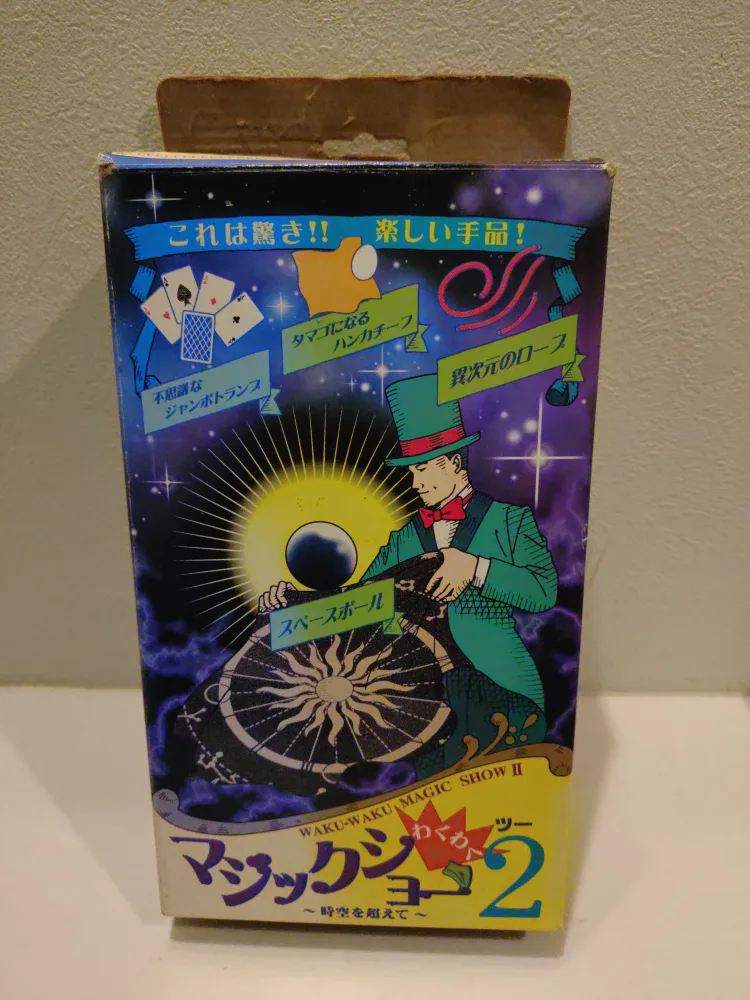 これは驚き!! 楽しい手品!
タマゴになる
ハンカチーフ
異次元のロープ
不思議な
ジャンボトランプ
スペースボール
WAKU-WAKU MAGIC SHOW II
わくわく
マジックショー
ツー
2
～時空を超えて～